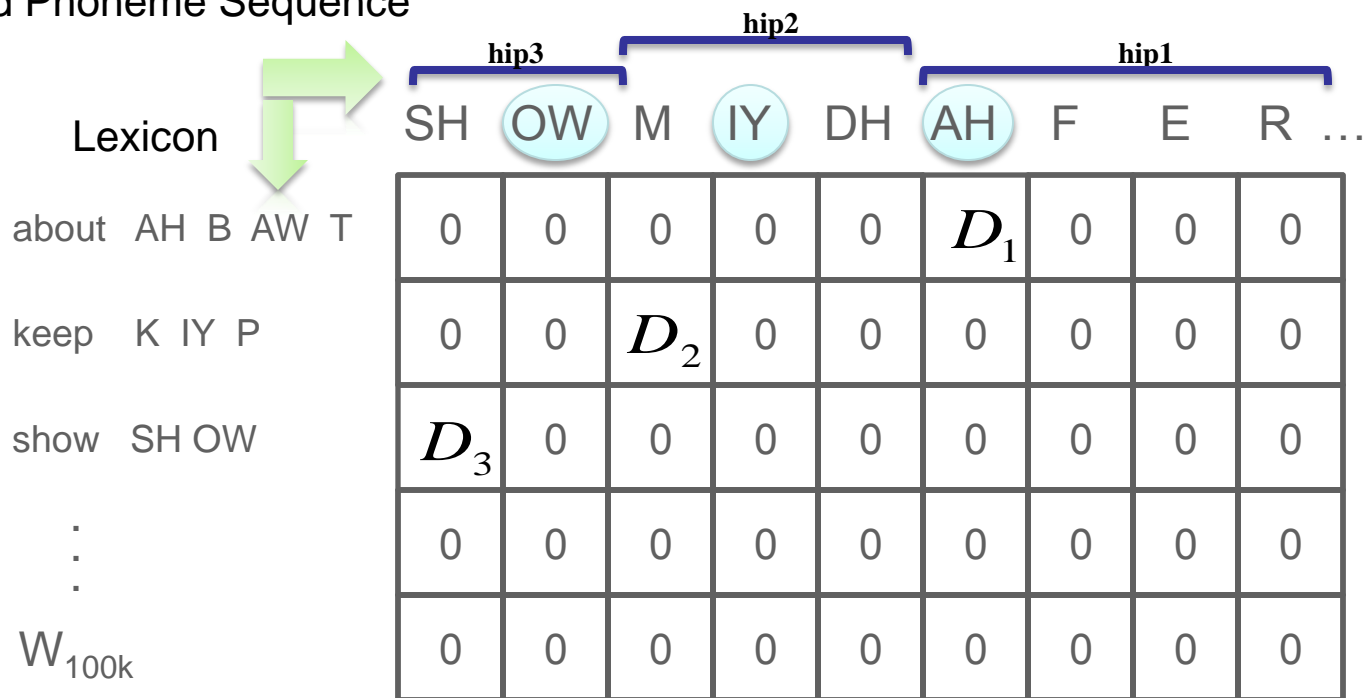 Phoneme Sequence
hip3 hip2 hip1
SH OW M IY DH AH F E R …
Lexicon
about AH B AW T 0 0 0 0 0 D₁ 0 0 0
keep K IY P 0 0 D₂ 0 0 0 0 0 0
show SH OW D₃ 0 0 0 0 0 0 0 0
. 
. 
. 
0 0 0 0 0 0 0 0 0
W₁₀₀ₖ 0 0 0 0 0 0 0 0 0